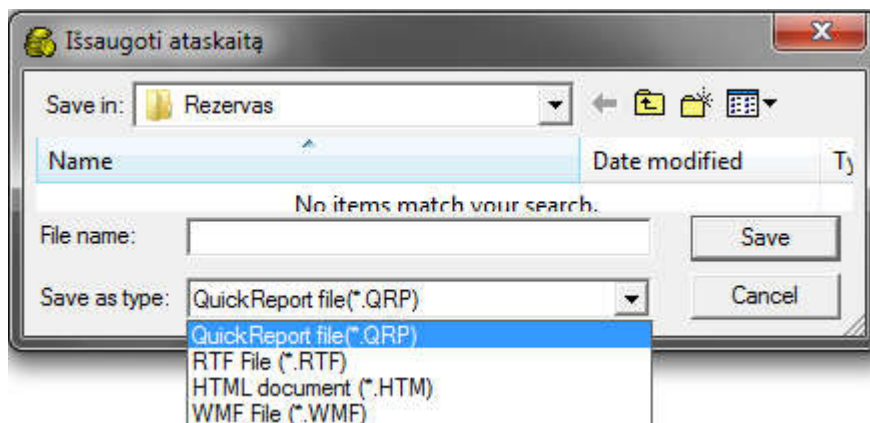 Išsaugoti ataskaitą
Save in: Rezervas
Name Date modified
No items match your search.
File name: Save
Save as type: QuickReport file(*.QRP) Cancel
QuickReport file(*.QRP)
RTF File (*.RTF)
HTML document (*.HTM)
WMF File (*.WMF)